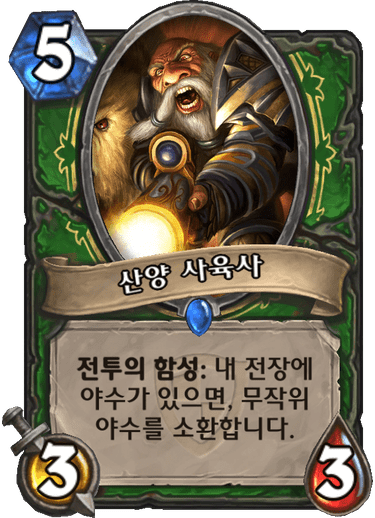 5
산양 사육사
전투의 함성: 내 전장에
야수가 있으면, 무작위
야수를 소환합니다.
3
3